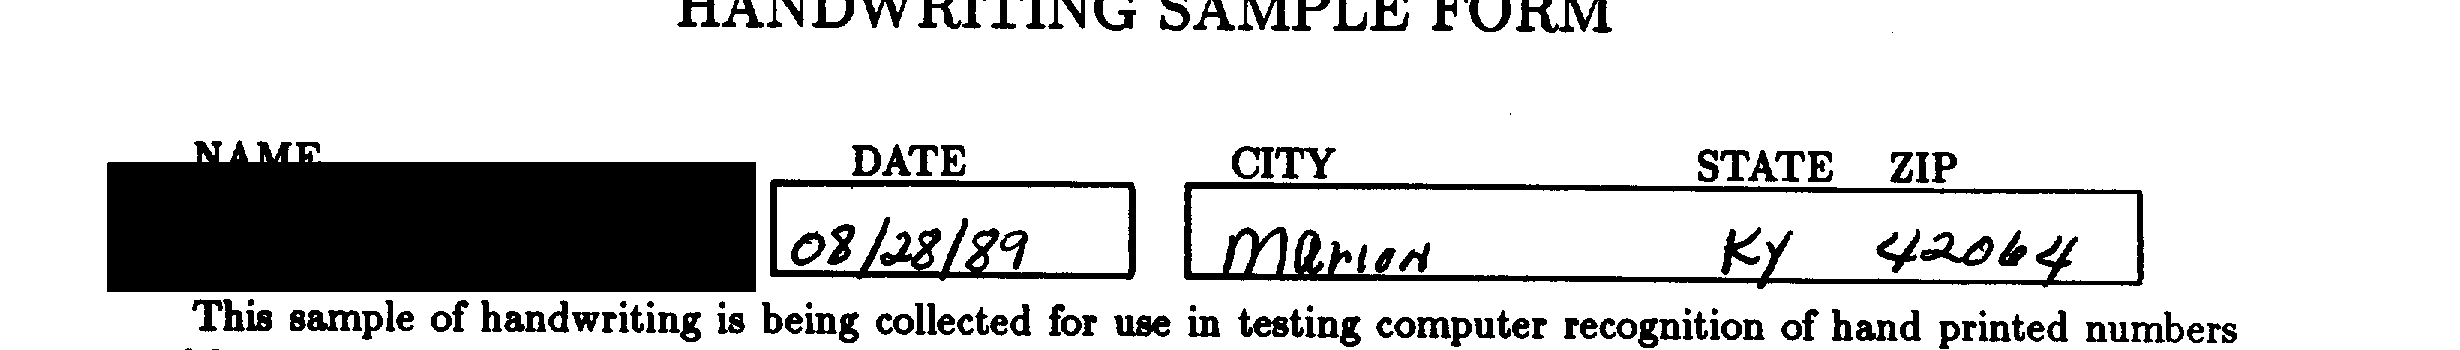 HANDWRITING SAMPLE FORM
NAME DATE CITY STATE ZIP
08/28/89 Marion KY 42064
This sample of handwriting is being collected for use in testing computer recognition of hand printed numbers